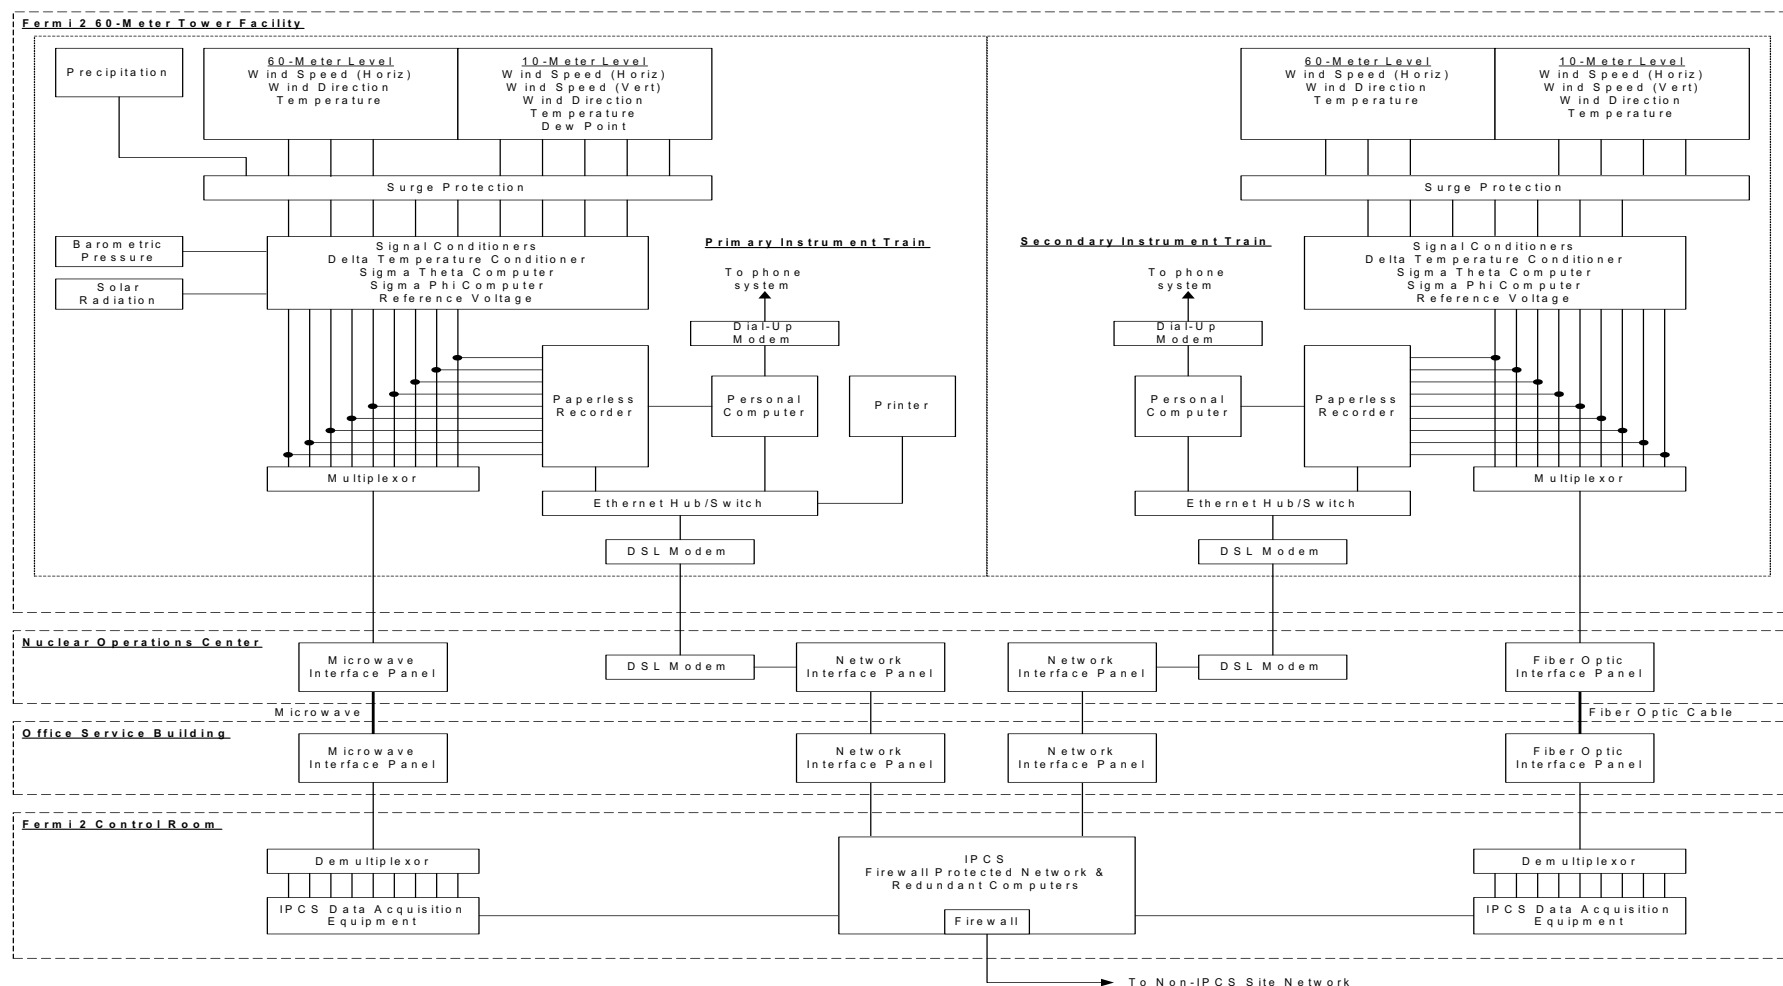 Fermi 2 60-Meter Tower Facility
Precipitation
60-Meter Level
Wind Speed (Horiz)
Wind Direction
Temperature
10-Meter Level
Wind Speed (Horiz)
Wind Speed (Vert)
Wind Direction
Temperature
Dew Point
60-Meter Level
Wind Speed (Horiz)
Wind Direction
Temperature
10-Meter Level
Wind Speed (Horiz)
Wind Speed (Vert)
Wind Direction
Temperature
Surge Protection
Surge Protection
Barometric
Pressure
Solar
Radiation
Signal Conditioners
Delta Temperature Conditioner
Sigma Theta Computer
Sigma Phi Computer
Reference Voltage
Primary Instrument Train
Secondary Instrument Train
Signal Conditioners
Delta Temperature Conditioner
Sigma Theta Computer
Sigma Phi Computer
Reference Voltage
To phone
system
To phone
system
Dial-Up
Modem
Dial-Up
Modem
Paperless
Recorder
Personal
Computer
Printer
Personal
Computer
Paperless
Recorder
Multiplexor
Ethernet Hub/Switch
Ethernet Hub/Switch
Multiplexor
DSL Modem
DSL Modem
Nuclear Operations Center
Microwave
Interface Panel
DSL Modem
Network
Interface Panel
Network
Interface Panel
DSL Modem
Fiber Optic
Interface Panel
Microwave
Fiber Optic Cable
Office Service Building
Microwave
Interface Panel
Network
Interface Panel
Network
Interface Panel
Fiber Optic
Interface Panel
Fermi 2 Control Room
Demultiplexor
IPCS
Firewall Protected Network &
Redundant Computers
Demultiplexor
IPCS Data Acquisition
Equipment
Firewall
IPCS Data Acquisition
Equipment
To Non-IPCS Site Network